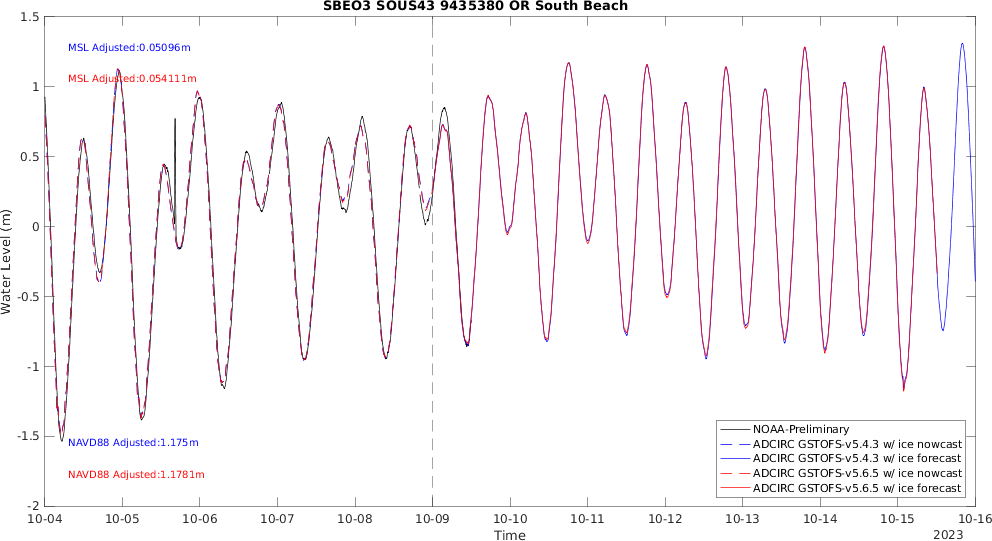 SBEO3 SOUS43 9435380 OR South Beach
MSL Adjusted:0.05096m
MSL Adjusted:0.054111m
NAVD88 Adjusted:1.175m
NAVD88 Adjusted:1.1781m
Water Level (m)
1.5
1
0.5
0
-0.5
-1
-1.5
-2
NOAA-Preliminary
ADCIRC GSTOFS-v5.4.3 w/ ice nowcast
ADCIRC GSTOFS-v5.4.3 w/ ice forecast
ADCIRC GSTOFS-v5.6.5 w/ ice nowcast
ADCIRC GSTOFS-v5.6.5 w/ ice forecast
10-04 10-05 10-06 10-07 10-08 10-09 10-10 10-11 10-12 10-13 10-14 10-15 10-16
Time
2023